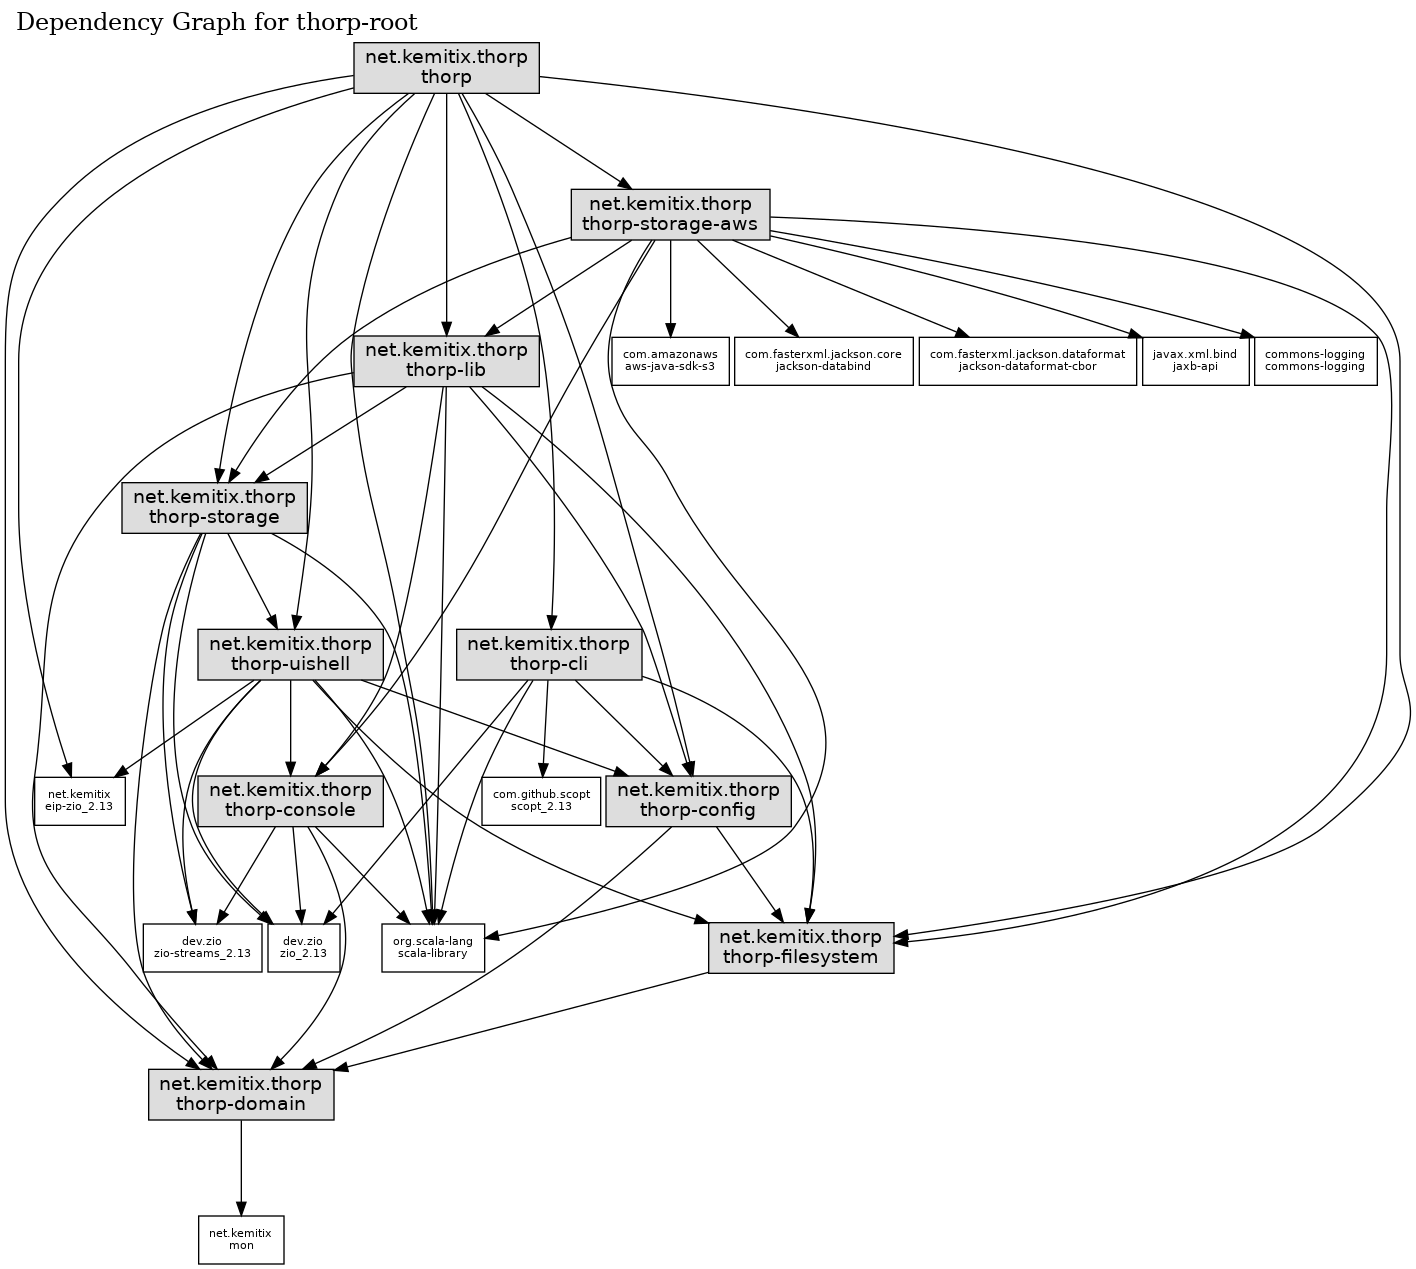 Dependency Graph for thorp-root
net.kemitix.thorp
thorp
net.kemitix.thorp
thorp-storage-aws
net.kemitix.thorp
thorp-lib
com.amazonaws
aws-java-sdk-s3
com.fasterxml.jackson.core
jackson-databind
com.fasterxml.jackson.dataformat
jackson-dataformat-cbor
javax.xml.bind
jaxb-api
commons-logging
commons-logging
net.kemitix.thorp
thorp-storage
net.kemitix.thorp
thorp-uishell
net.kemitix.thorp
thorp-cli
net.kemitix
eip-zio_2.13
net.kemitix.thorp
thorp-console
com.github.scopt
scopt_2.13
net.kemitix.thorp
thorp-config
dev.zio
zio-streams_2.13
dev.zio
zio_2.13
org.scala-lang
scala-library
net.kemitix.thorp
thorp-filesystem
net.kemitix.thorp
thorp-domain
net.kemitix
mon